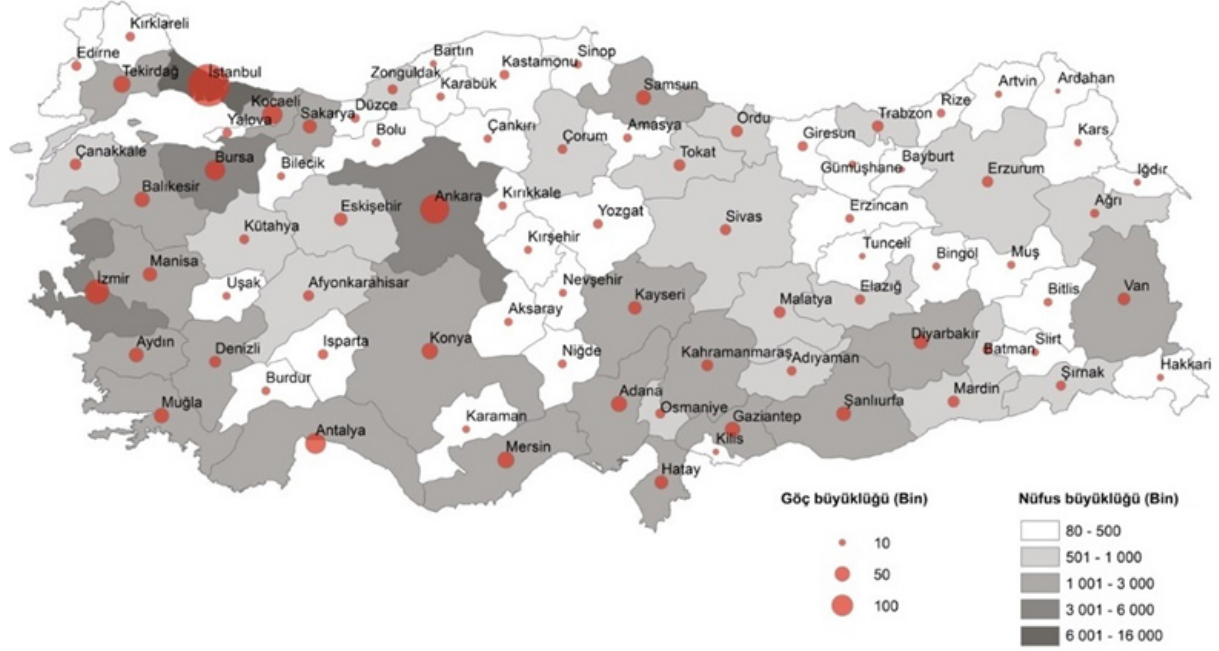 Kırklareli
Edirne
Tekirdağ
İstanbul
Kocaeli
Yalova
Sakarya
Düzce
Zonguldak
Bartın
Karabük
Kastamonu
Sinop
Samsun
Bolu
Çankırı
Çorum
Amasya
Ordu
Tokat
Giresun
Trabzon
Rize
Artvin
Ardahan
Kars
Gümüşhane
Bayburt
Erzurum
Iğdır
Ağrı
Çanakkale
Balıkesir
Bursa
Bilecik
Eskişehir
Kütahya
Ankara
Kırıkkale
Yozgat
Kırşehir
Sivas
Erzincan
Tunceli
Bingöl
Muş
Bitlis
Van
Manisa
İzmir
Uşak
Afyonkarahisar
Nevşehir
Aksaray
Kayseri
Malatya
Elazığ
Diyarbakır
Batman
Siirt
Hakkari
Aydın
Denizli
Isparta
Burdur
Konya
Niğde
Kahramanmaraş
Adıyaman
Mardin
Şırnak
Muğla
Antalya
Karaman
Mersin
Adana
Osmaniye
Gaziantep
Şanlıurfa
Kilis
Hatay
Göç büyüklüğü (Bin)
10
50
100
Nüfus büyüklüğü (Bin)
80 - 500
501 - 1 000
1 001 - 3 000
3 001 - 6 000
6 001 - 16 000